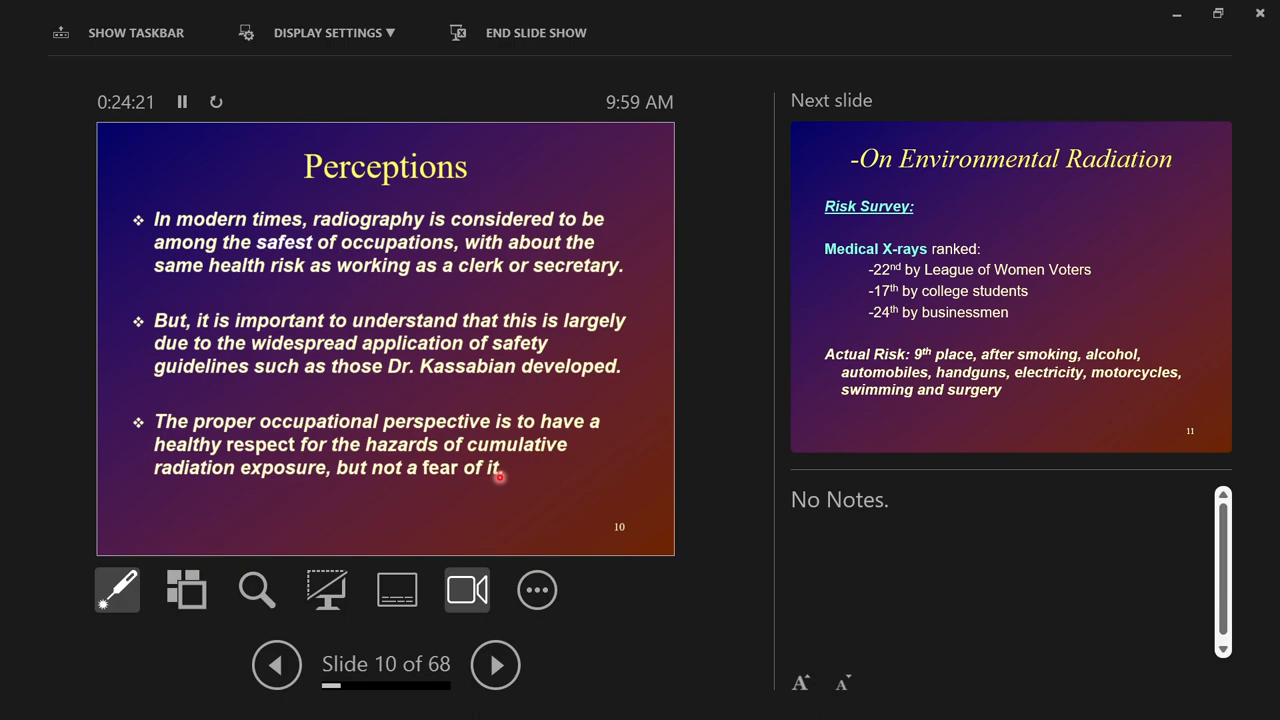 SHOW TASKBAR
DISPLAY SETTINGS ▼
END SLIDE SHOW
0:24:21
9:59 AM
Perceptions
❖ In modern times, radiography is considered to be
among the safest of occupations, with about the
same health risk as working as a clerk or secretary.
❖ But, it is important to understand that this is largely
due to the widespread application of safety
guidelines such as those Dr. Kassabian developed.
❖ The proper occupational perspective is to have a
healthy respect for the hazards of cumulative
radiation exposure, but not a fear of it.
10
Slide 10 of 68
Next slide
-On Environmental Radiation
Risk Survey:
Medical X-rays ranked:
-22nd by League of Women Voters
-17th by college students
-24th by businessmen
Actual Risk: 9th place, after smoking, alcohol,
automobiles, handguns, electricity, motorcycles,
swimming and surgery
11
No Notes.
A A